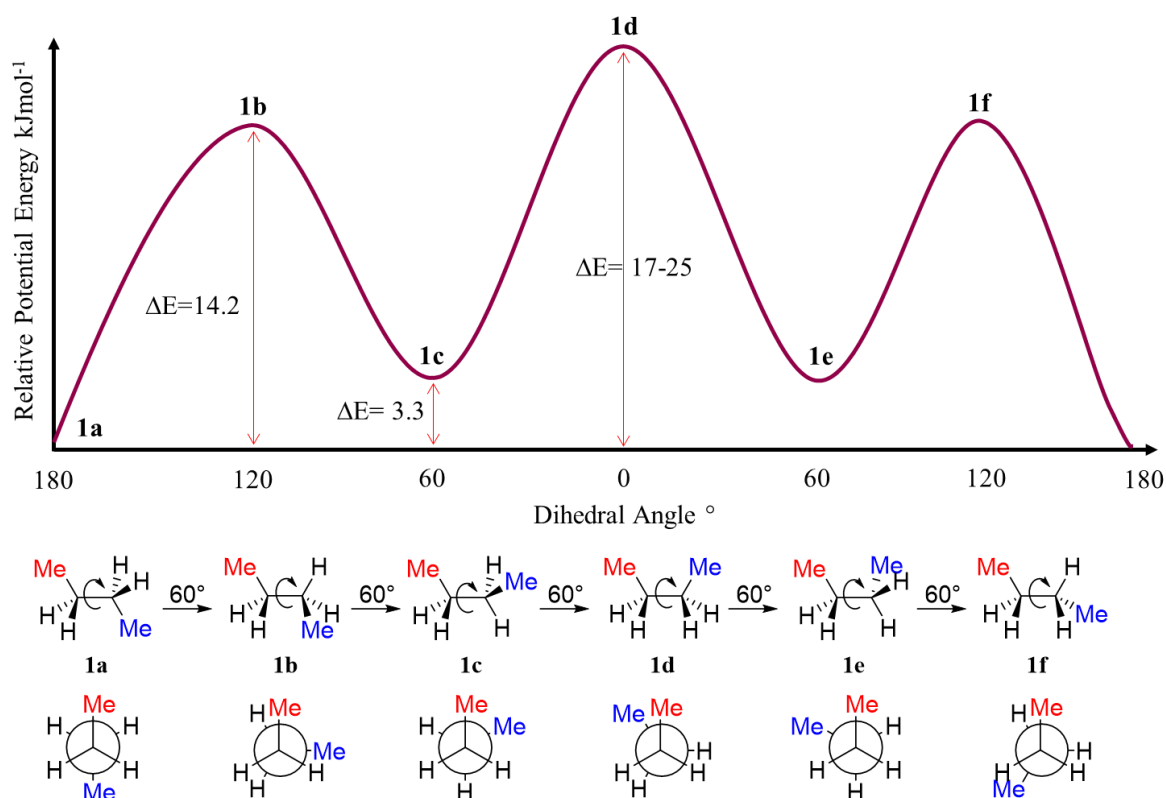 Relative Potential Energy kJmol⁻¹
1d
1b
1f
ΔE= 17-25
ΔE=14.2
1c
1e
ΔE= 3.3
1a
180 120 60 0 60 120 180
Dihedral Angle °
Me H H H H Me H H
60°
Me H H H H Me
60°
Me H H H Me H
60°
Me Me H H H H
60°
Me Me H H H H
60°
Me H H H H Me
1a 1b 1c 1d 1e 1f
Me H H H H Me
H Me Me H H H
Me H Me H H H
Me Me H H H H
Me Me H H H H
H Me H H H Me